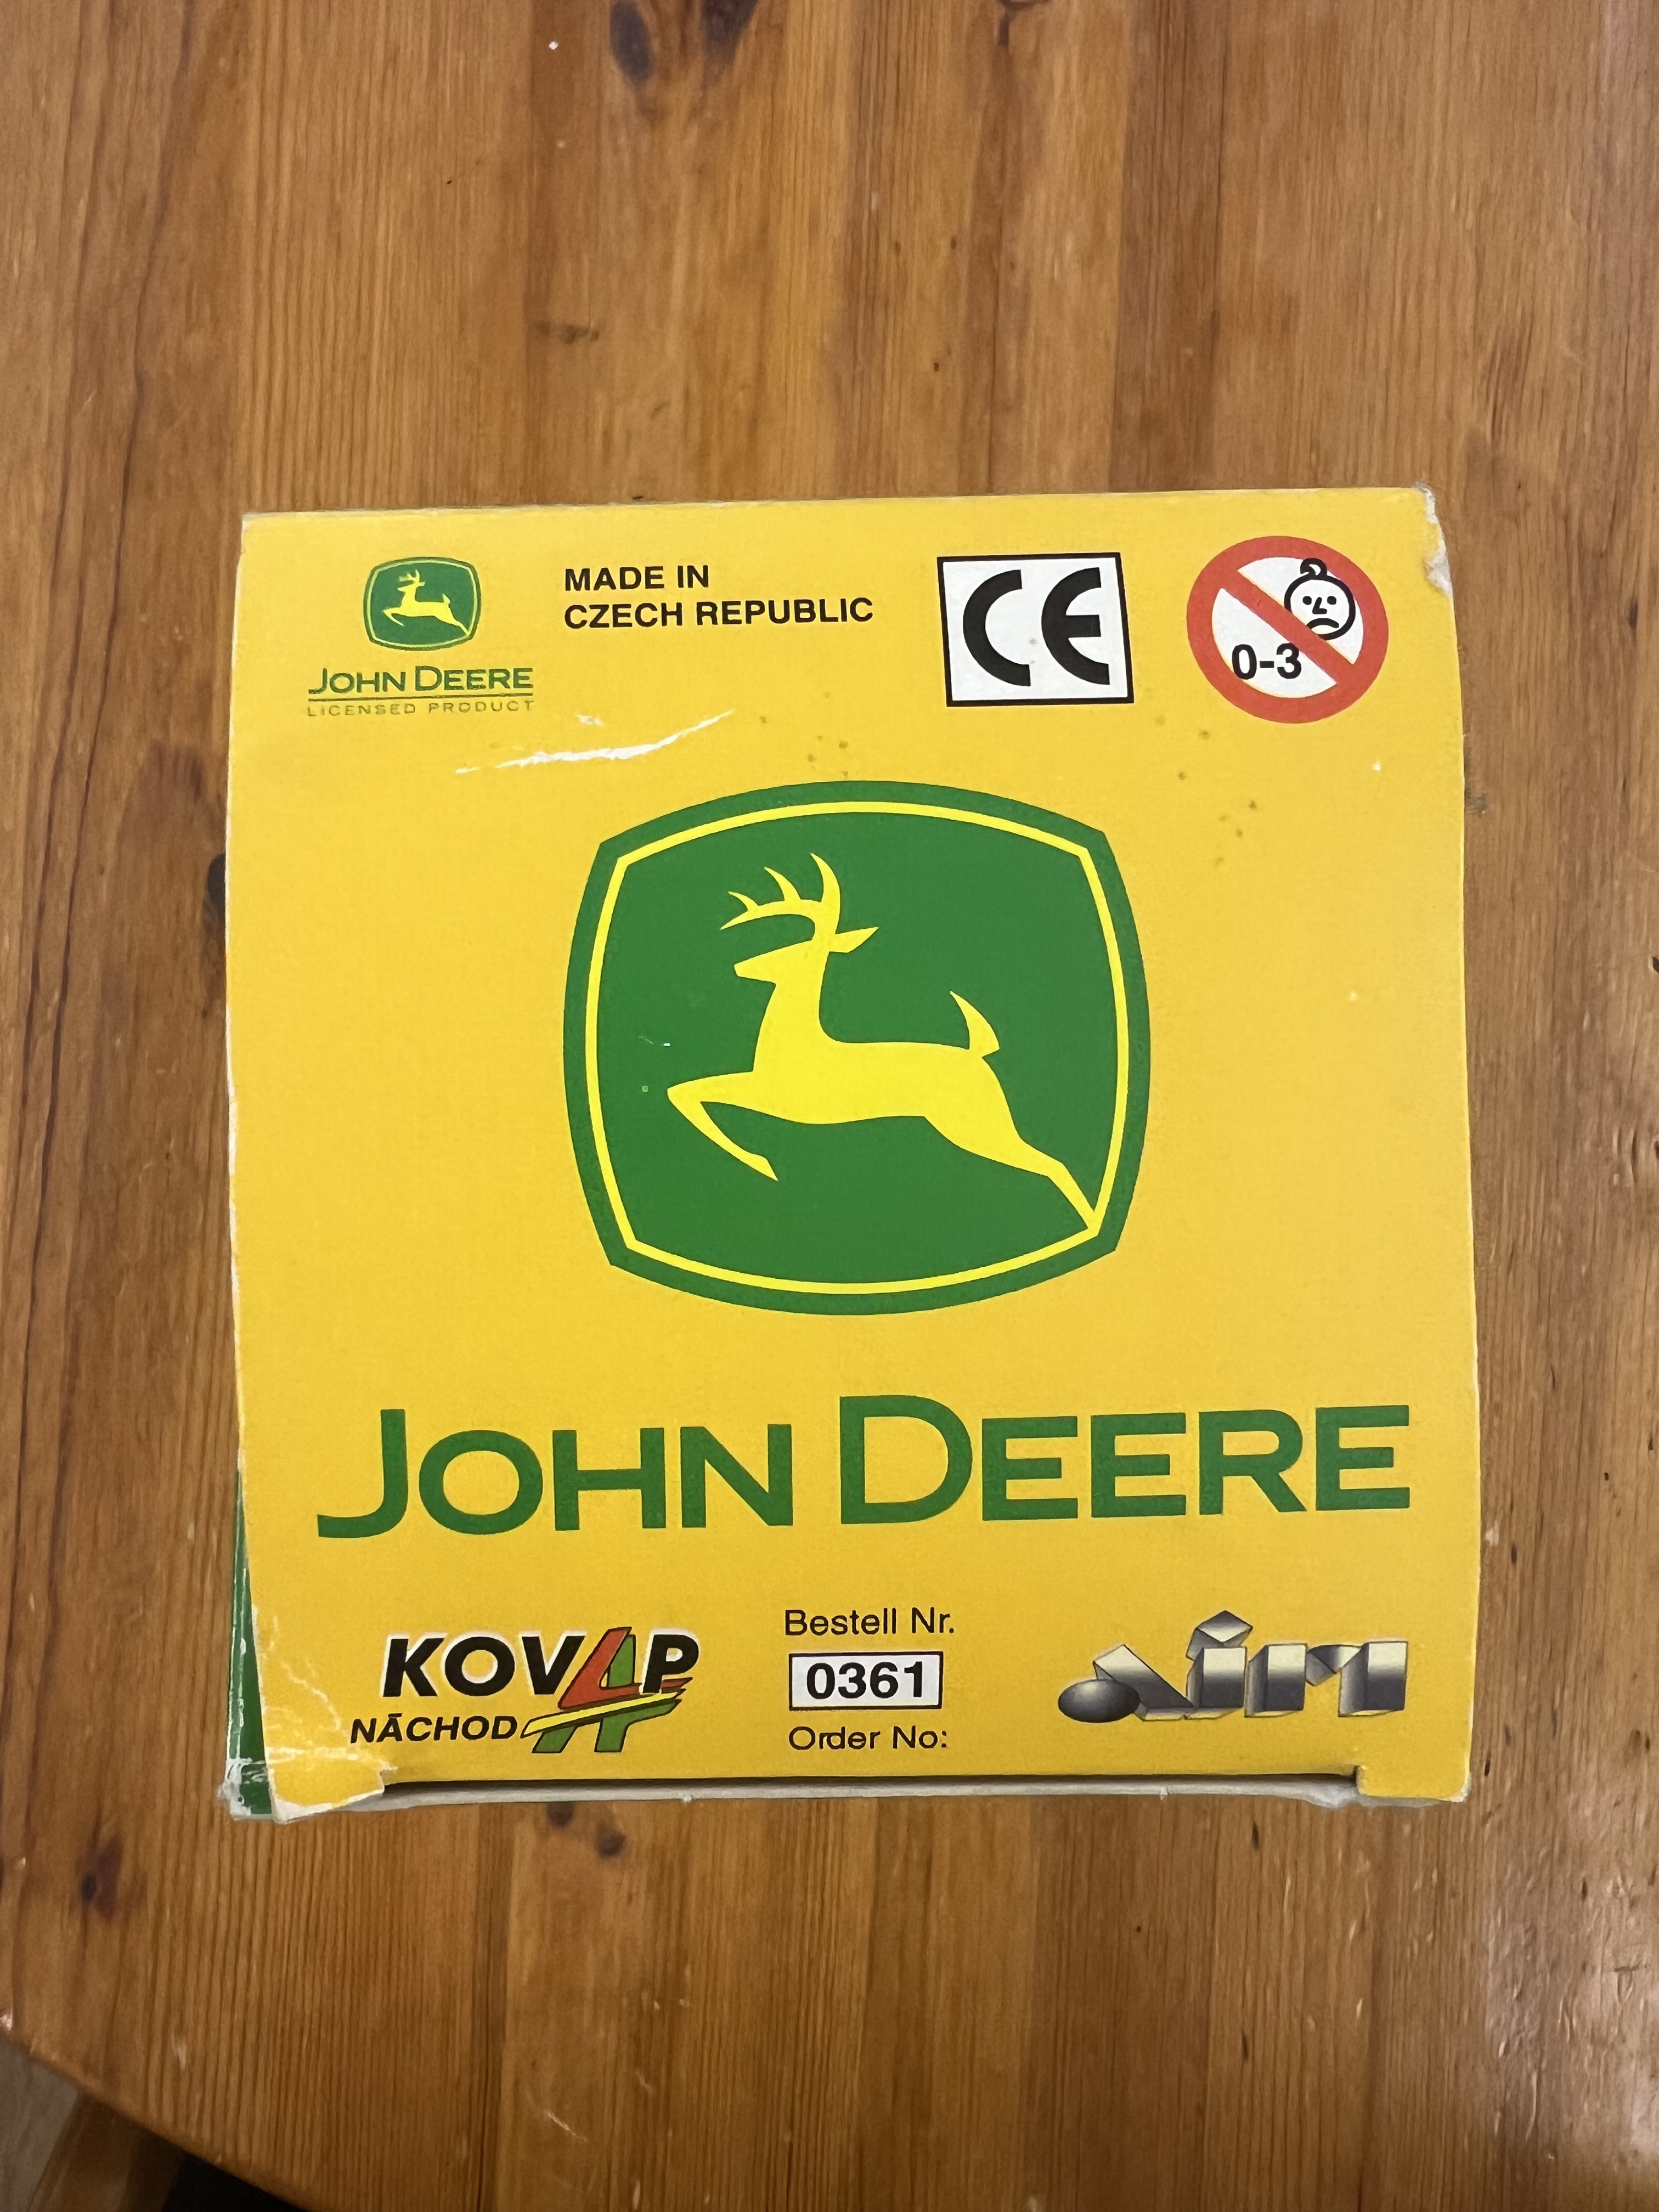 MADE IN
CZECH REPUBLIC
CE
0-3
JOHN DEERE
LICENSED PRODUCT
JOHN DEERE
KOVAP
NÁCHOD
Bestell Nr.
0361
Order No: